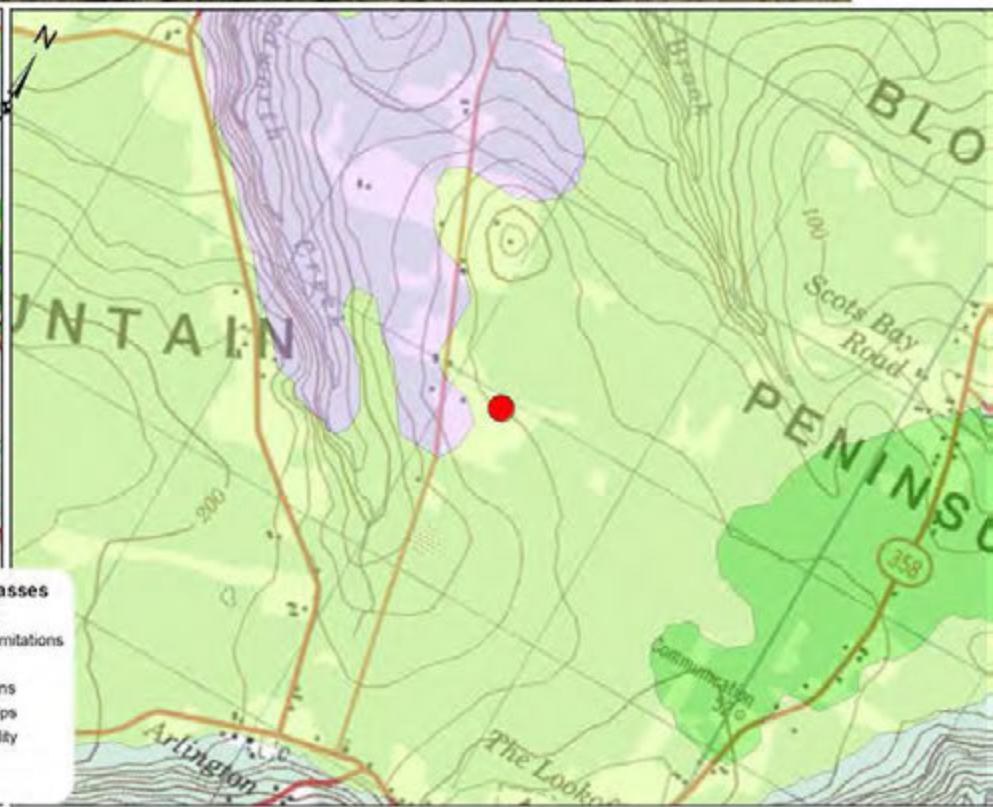 N
Brook
BLO
100
Creek
Scots Bay
Road
UNTAIN
PENINSU
200
358
asses
mitations
ns
ps
lity
Communication
Arlington
The Lookof